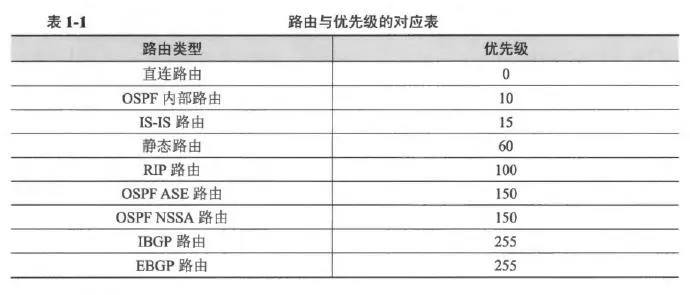 表 1-1 路由与优先级的对应表
路由类型 优先级
直连路由 0
OSPF 内部路由 10
IS-IS 路由 15
静态路由 60
RIP 路由 100
OSPF ASE 路由 150
OSPF NSSA 路由 150
IBGP 路由 255
EBGP 路由 255